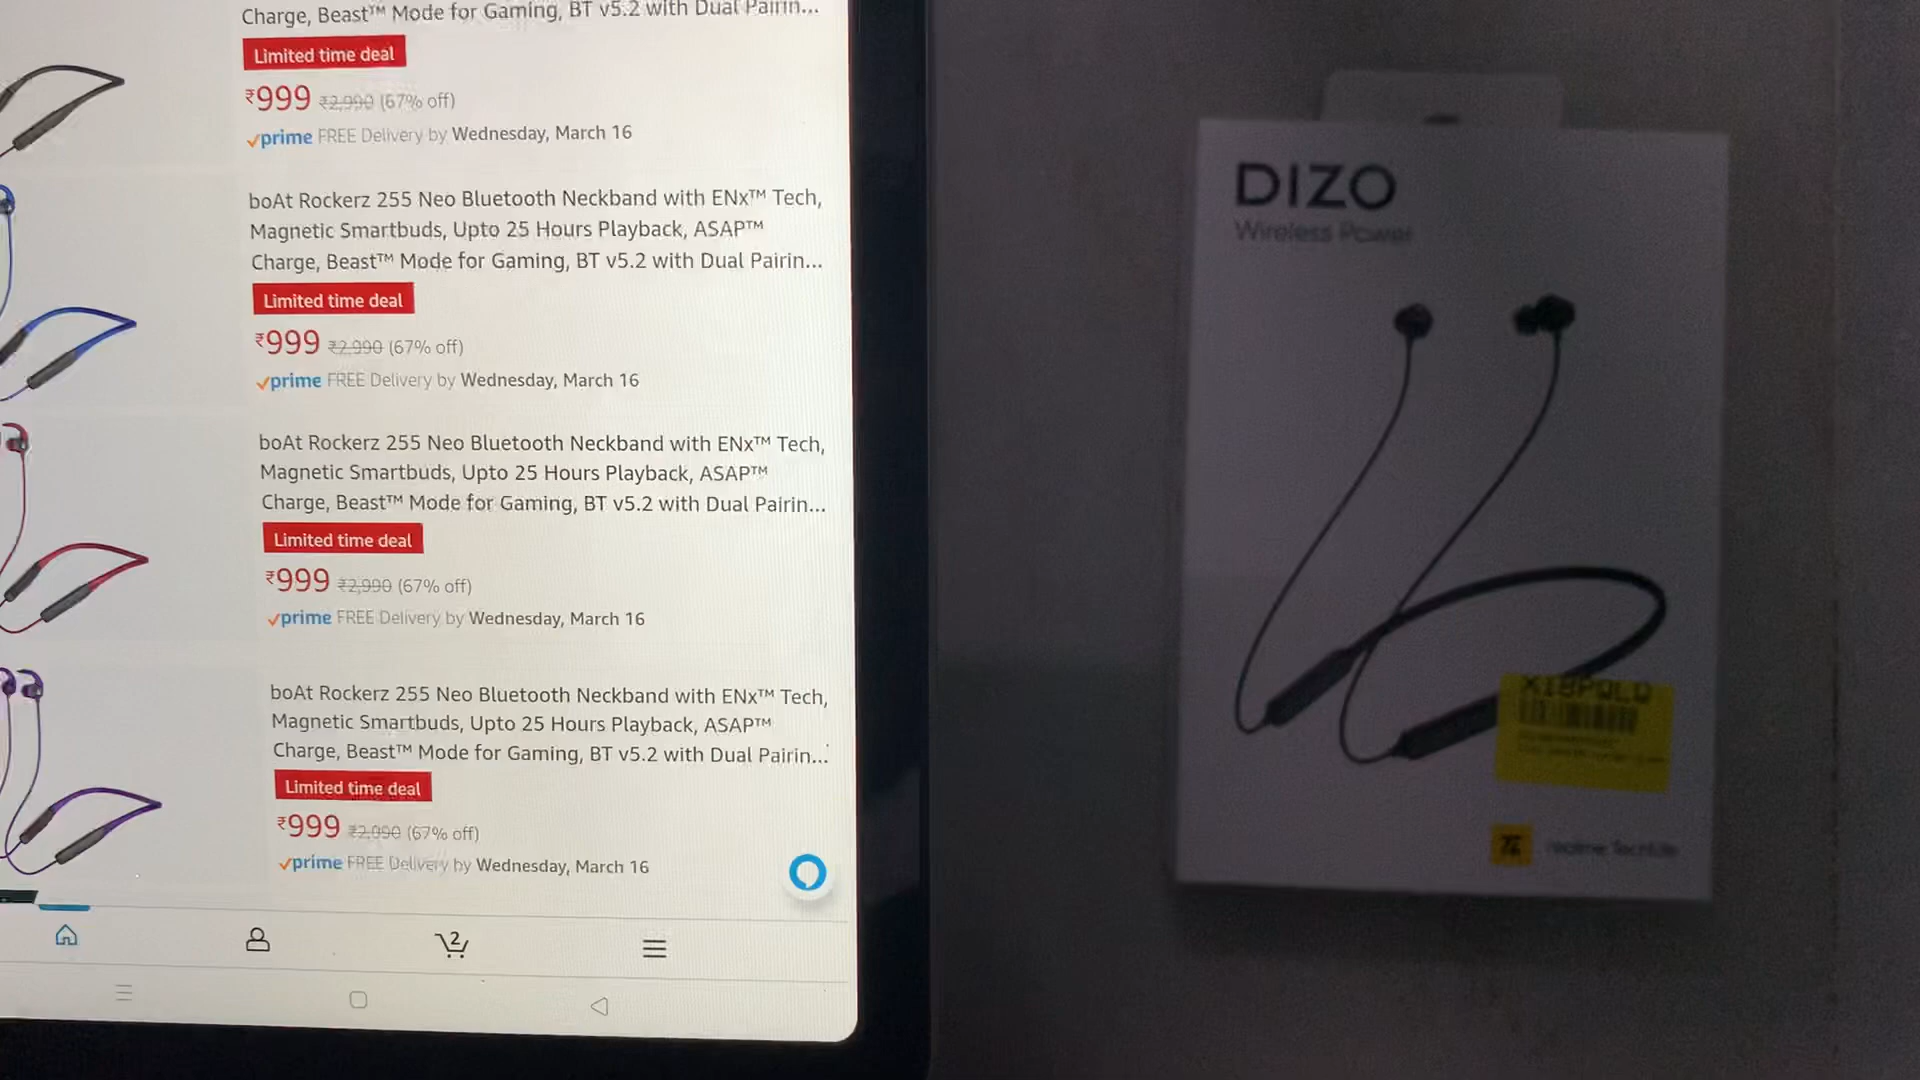 Charge, Beast™ Mode for Gaming, BT v5.2 with Dual Pairin...
Limited time deal
₹999 ₹2,990 (67% off)
prime FREE Delivery by Wednesday, March 16
boAt Rockerz 255 Neo Bluetooth Neckband with ENx™ Tech,
Magnetic Smartbuds, Upto 25 Hours Playback, ASAP™
Charge, Beast™ Mode for Gaming, BT v5.2 with Dual Pairin...
Limited time deal
₹999 ₹2,990 (67% off)
prime FREE Delivery by Wednesday, March 16
boAt Rockerz 255 Neo Bluetooth Neckband with ENx™ Tech,
Magnetic Smartbuds, Upto 25 Hours Playback, ASAP™
Charge, Beast™ Mode for Gaming, BT v5.2 with Dual Pairin...
Limited time deal
₹999 ₹2,990 (67% off)
prime FREE Delivery by Wednesday, March 16
boAt Rockerz 255 Neo Bluetooth Neckband with ENx™ Tech,
Magnetic Smartbuds, Upto 25 Hours Playback, ASAP™
Charge, Beast™ Mode for Gaming, BT v5.2 with Dual Pairin...
Limited time deal
₹999 ₹2,990 (67% off)
prime FREE Delivery by Wednesday, March 16
2
DIZO
Wireless Power
realme TechLife